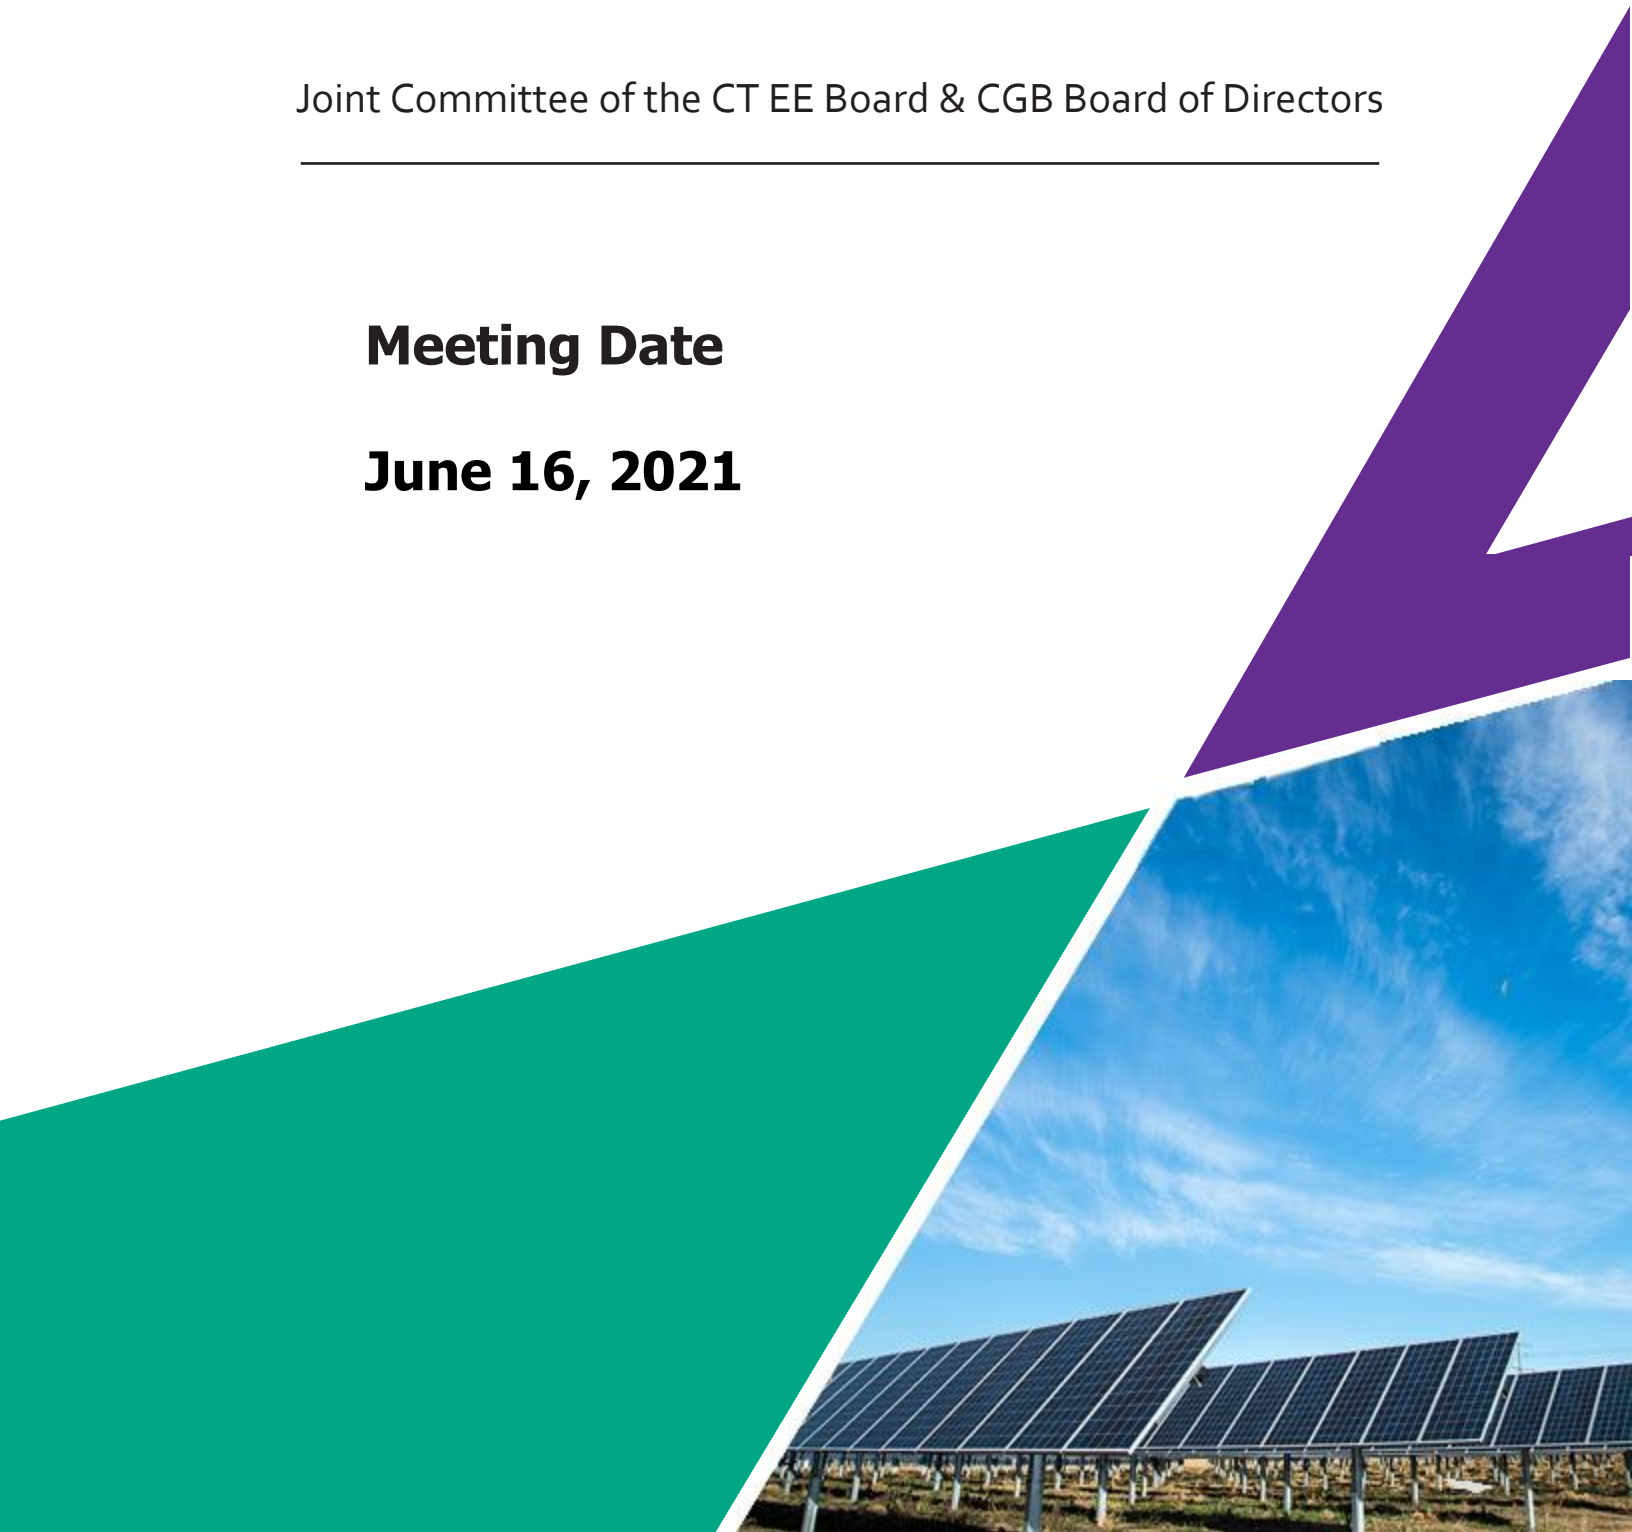 Joint Committee of the CT EE Board & CGB Board of Directors
Meeting Date
June 16, 2021